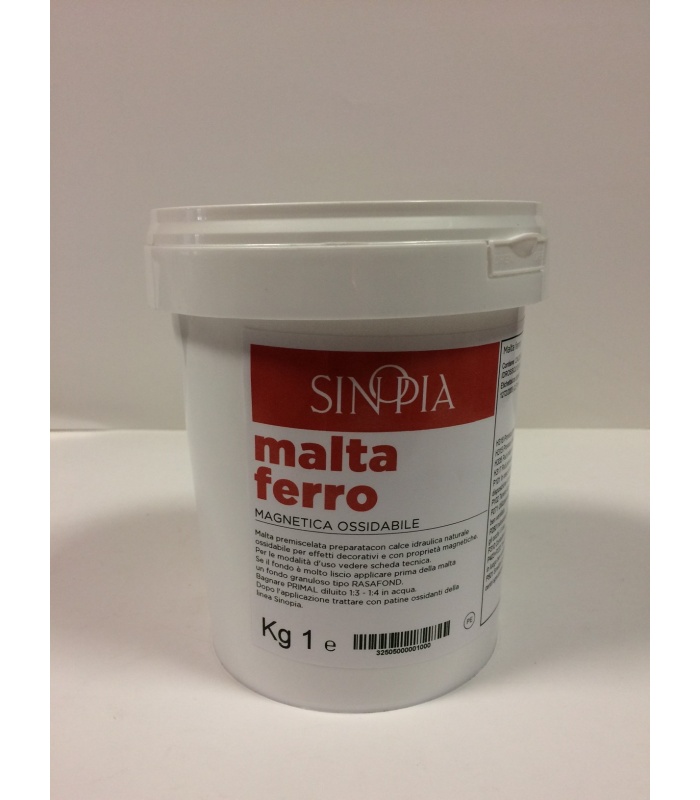 SINOPIA
malta
ferro
MAGNETICA OSSIDABILE
Malta premiscelata preparatacon calce idraulica naturale
ossidabile per effetti decorativi e con proprietà magnetiche.
Per le modalità d'uso vedere scheda tecnica.
Se il fondo è molto liscio applicare prima della malta
un fondo granuloso tipo RASAFOND.
Bagnare PRIMAL diluito 1:3 - 1:4 in acqua.
Dopo l'applicazione trattare con patine ossidanti della
linea Sinopia.
Kg 1 e
32505000001000
PE
Malta